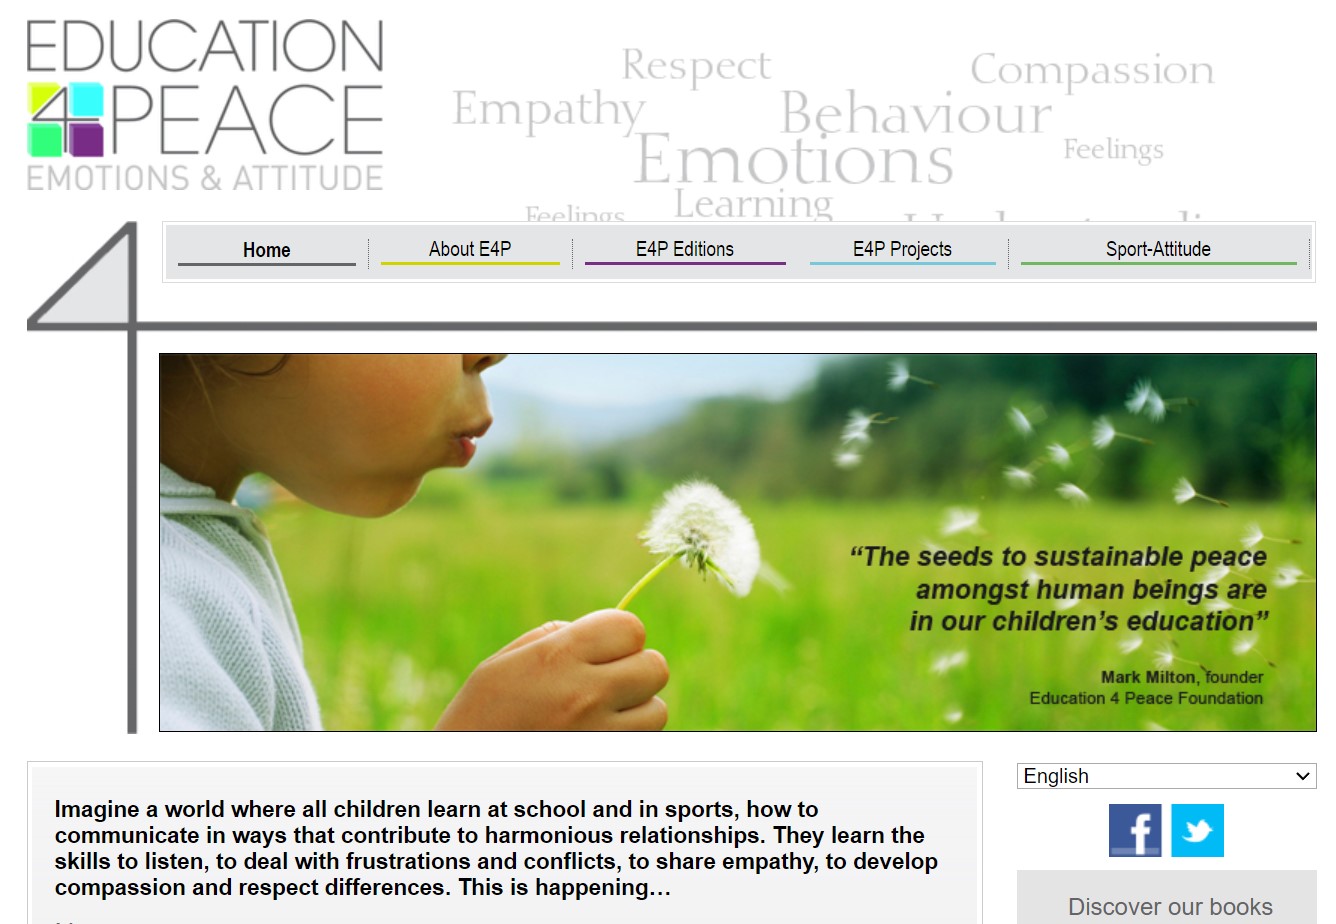 EDUCATION
4 PEACE
EMOTIONS & ATTITUDE
Respect
Compassion
Empathy
Behaviour
Emotions
Feelings
Learning
Feelings
Home
About E4P
E4P Editions
E4P Projects
Sport-Attitude
“The seeds to sustainable peace
amongst human beings are
in our children’s education”
Mark Milton, founder
Education 4 Peace Foundation
Imagine a world where all children learn at school and in sports, how to
communicate in ways that contribute to harmonious relationships. They learn the
skills to listen, to deal with frustrations and conflicts, to share empathy, to develop
compassion and respect differences. This is happening…
English
Discover our books